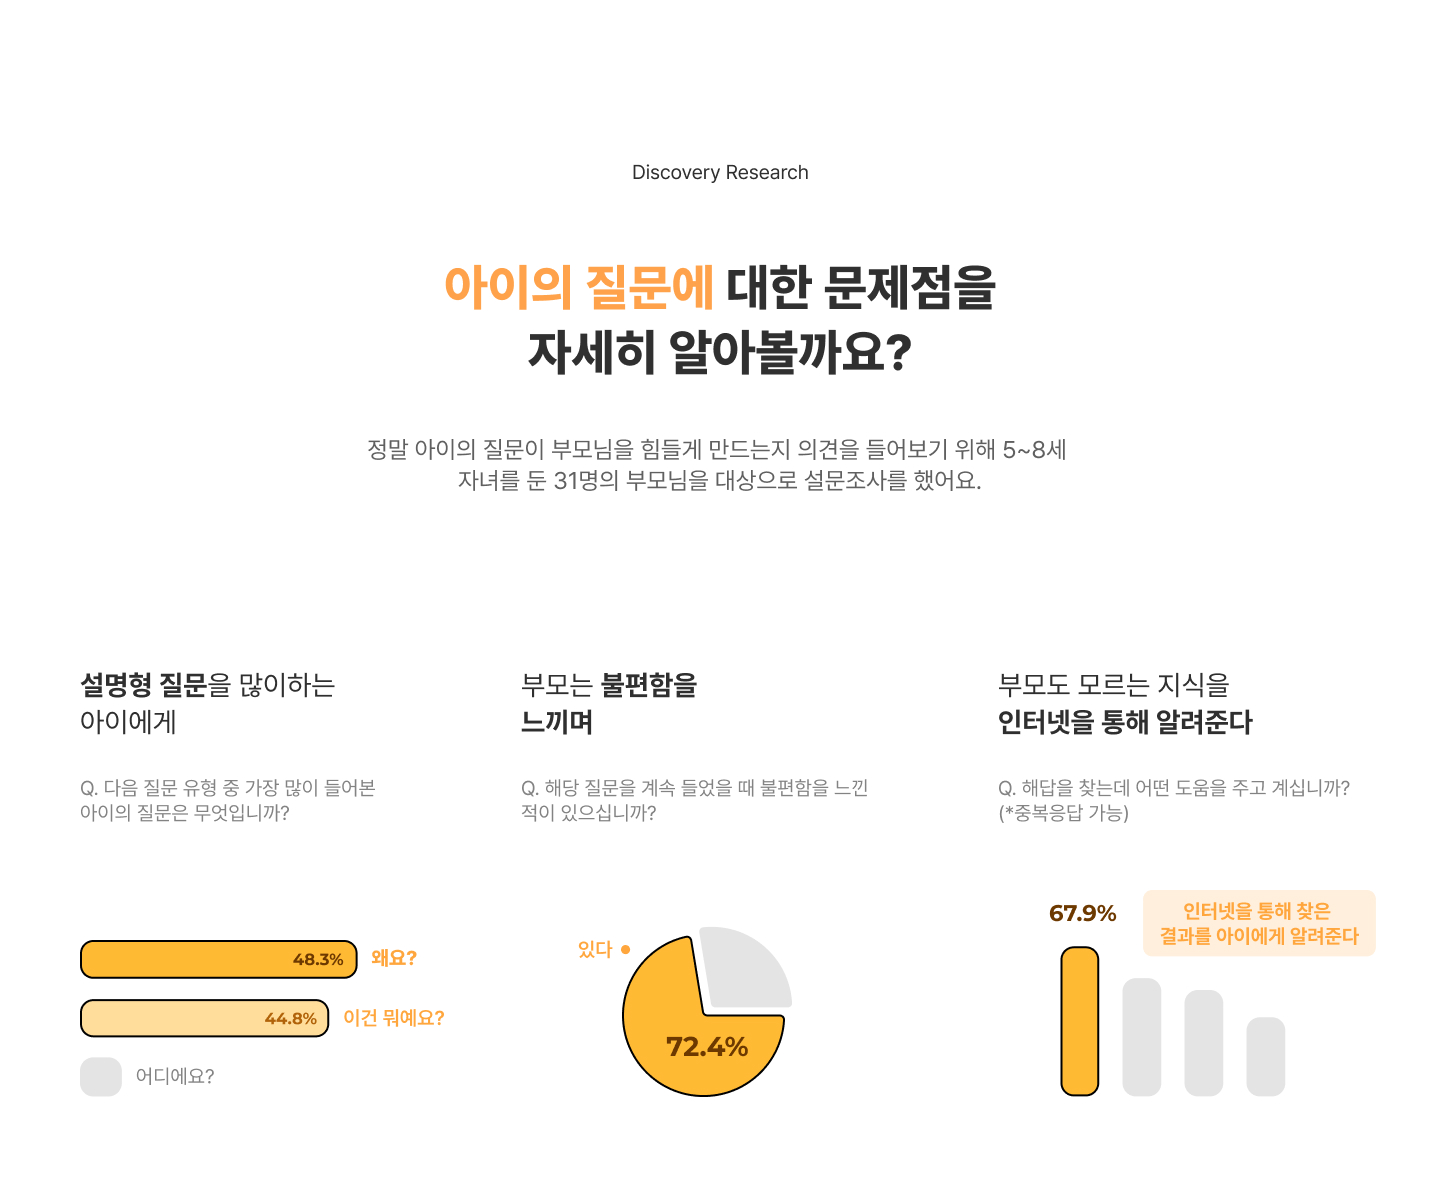 Discovery Research
아이의 질문에 대한 문제점을
자세히 알아볼까요?
정말 아이의 질문이 부모님을 힘들게 만드는지 의견을 들어보기 위해 5~8세
자녀를 둔 31명의 부모님을 대상으로 설문조사를 했어요.
설명형 질문을 많이하는
아이에게
Q. 다음 질문 유형 중 가장 많이 들어본
아이의 질문은 무엇입니까?
48.3% 왜요?
44.8% 이건 뭐예요?
어디에요?
부모는 불편함을
느끼며
Q. 해당 질문을 계속 들었을 때 불편함을 느낀
적이 있으십니까?
있다
72.4%
부모도 모르는 지식을
인터넷을 통해 알려준다
Q. 해답을 찾는데 어떤 도움을 주고 계십니까?
(*중복응답 가능)
67.9%
인터넷을 통해 찾은
결과를 아이에게 알려준다